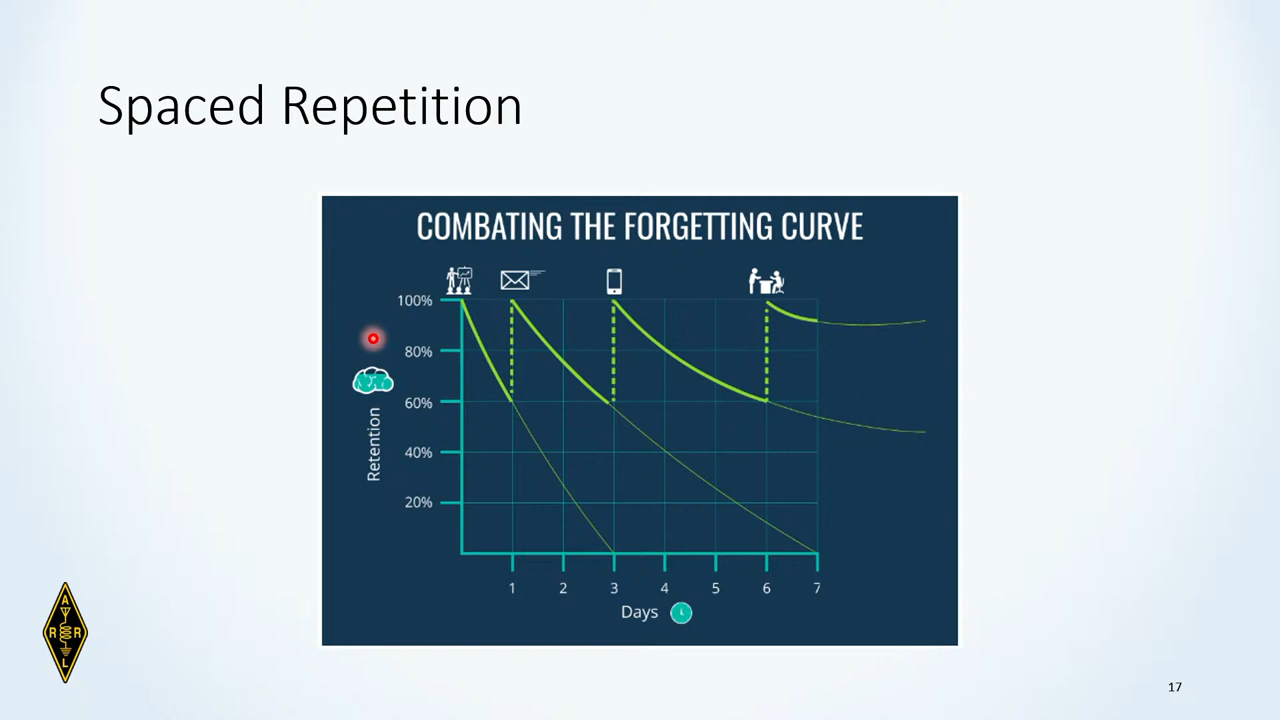 Spaced Repetition
COMBATING THE FORGETTING CURVE
100%
80%
60%
40%
20%
Retention
1 2 3 4 5 6 7
Days
A
R R
L
17